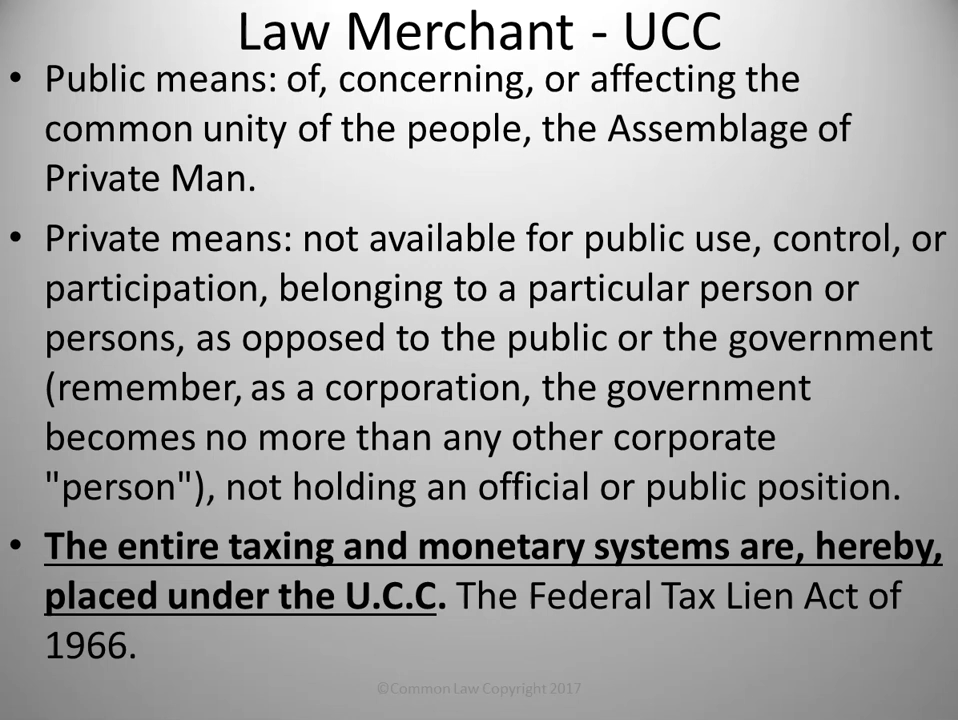 Law Merchant - UCC
• Public means: of, concerning, or affecting the
common unity of the people, the Assemblage of
Private Man.
• Private means: not available for public use, control, or
participation, belonging to a particular person or
persons, as opposed to the public or the government
(remember, as a corporation, the government
becomes no more than any other corporate
"person"), not holding an official or public position.
• The entire taxing and monetary systems are, hereby,
placed under the U.C.C. The Federal Tax Lien Act of
1966.
©Common Law Copyright 2017